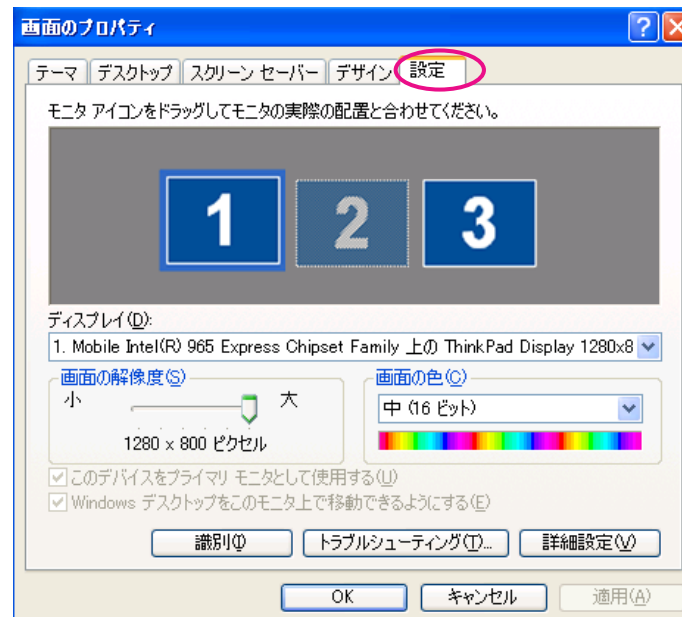 画面のプロパティ
テーマ デスクトップ スクリーン セーバー デザイン 設定
モニタ アイコンをドラッグしてモニタの実際の配置と合わせてください。
1 2 3
ディスプレイ(D):
1. Mobile Intel(R) 965 Express Chipset Family 上の ThinkPad Display 1280x8
画面の解像度(S) 画面の色(C)
小 大 中 (16 ビット)
1280 x 800 ピクセル
このデバイスをプライマリ モニタとして使用する(U)
Windows デスクトップをこのモニタ上で移動できるようにする(E)
識別(I) トラブルシューティング(T)... 詳細設定(V)
OK キャンセル 適用(A)